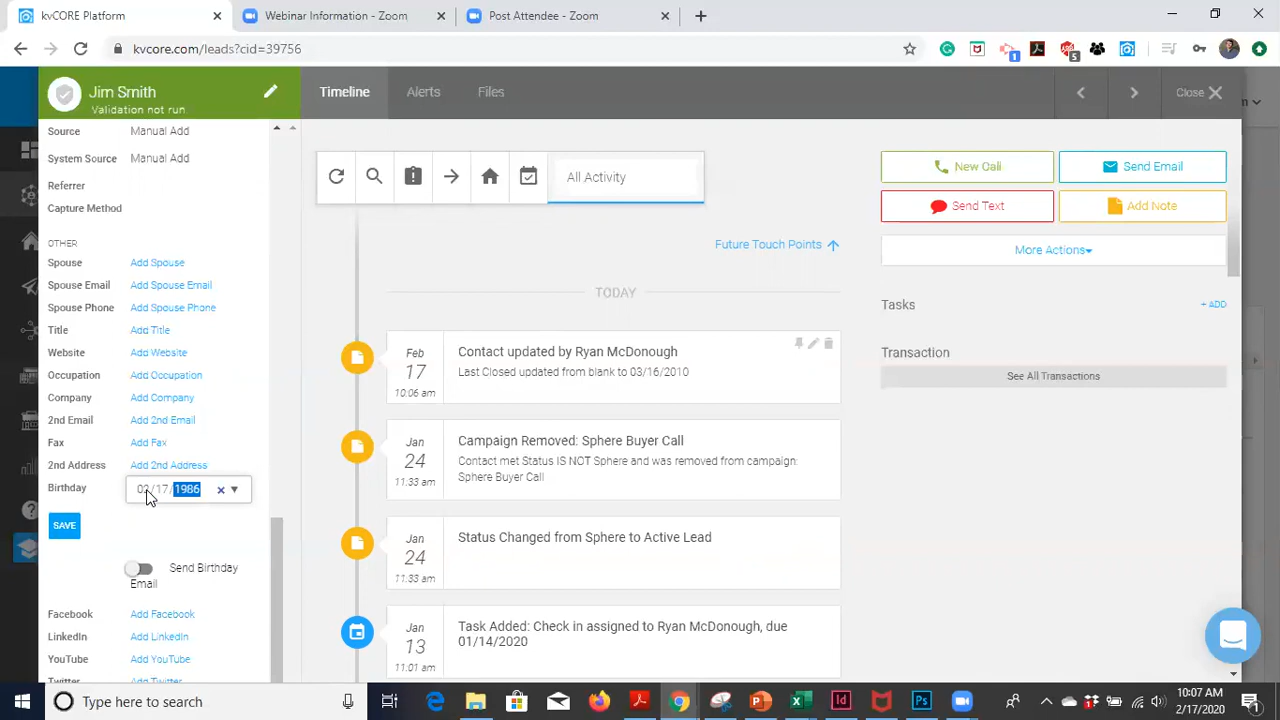 kvCORE Platform
Webinar Information - Zoom
Post Attendee - Zoom
kvcore.com/leads?cid=39756
1
5
Jim Smith
Validation not run.
Timeline
Alerts
Files
Close
Source Manual Add
System Source Manual Add
Referrer
Capture Method
OTHER
Spouse Add Spouse
Spouse Email Add Spouse Email
Spouse Phone Add Spouse Phone
Title Add Title
Website Add Website
Occupation Add Occupation
Company Add Company
2nd Email Add 2nd Email
Fax Add Fax
2nd Address Add 2nd Address
Birthday /17/1986
SAVE
Send Birthday
Email
Facebook Add Facebook
LinkedIn Add LinkedIn
YouTube Add YouTube
Twitter Add Twitter
All Activity
Future Touch Points
TODAY
Feb
17
10:06 am
Contact updated by Ryan McDonough
Last Closed updated from blank to 03/16/2010
Jan
24
11:33 am
Campaign Removed: Sphere Buyer Call
Contact met Status IS NOT Sphere and was removed from campaign:
Sphere Buyer Call
Jan
24
11:33 am
Status Changed from Sphere to Active Lead
Jan
13
11:01 am
Task Added: Check in assigned to Ryan McDonough, due
01/14/2020
New Call
Send Email
Send Text
Add Note
More Actions
Tasks
+ ADD
Transaction
See All Transactions
Type here to search
10:07 AM
2/17/2020
1